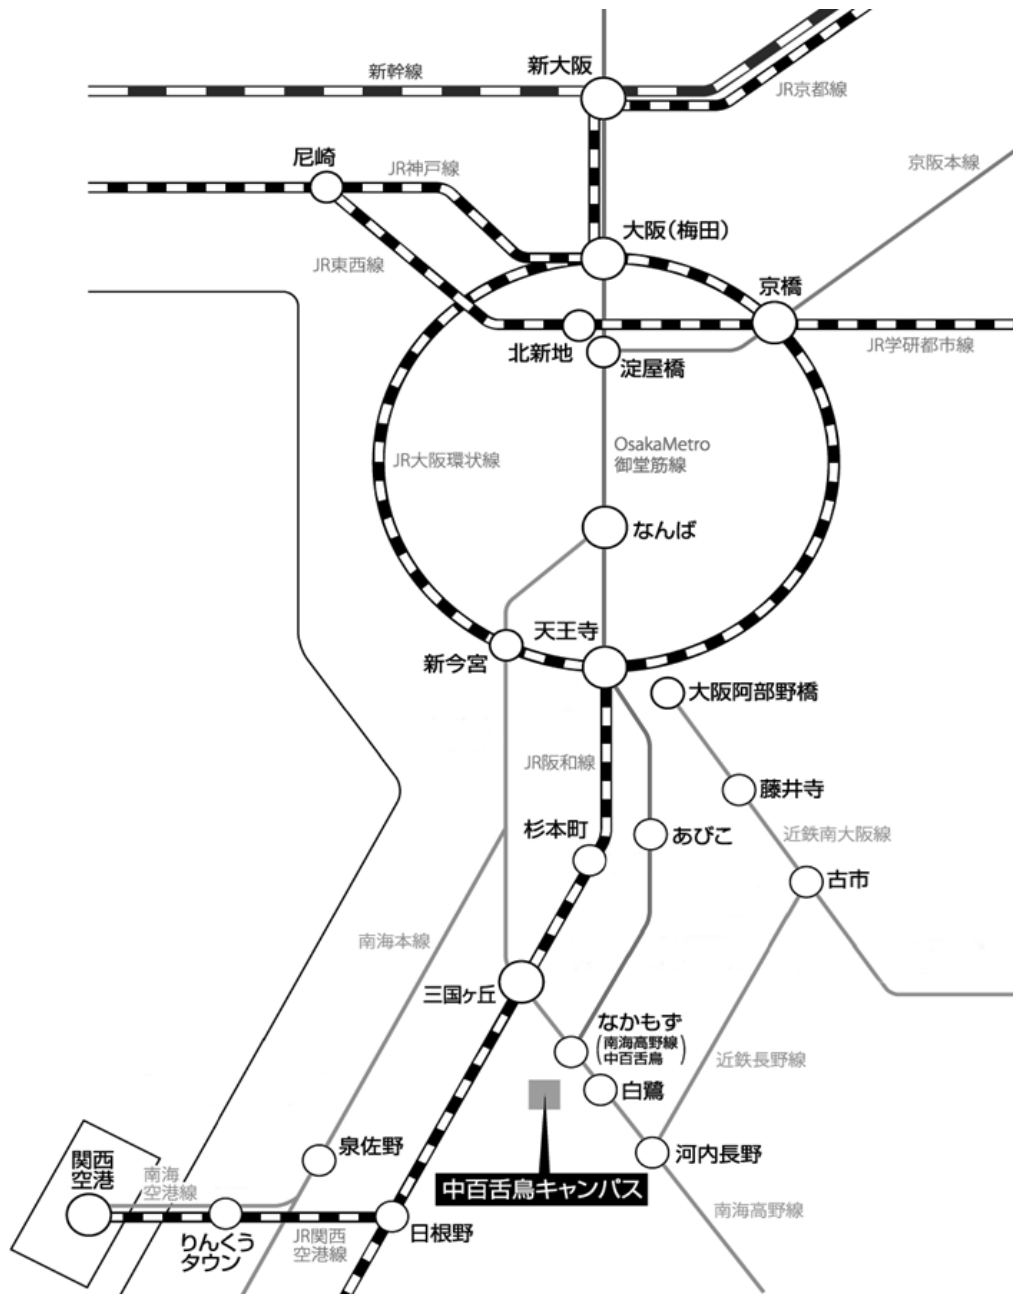 新大阪
新幹線
JR京都線
尼崎
JR神戸線
京阪本線
大阪(梅田)
JR東西線
京橋
北新地
淀屋橋
JR学研都市線
OsakaMetro
御堂筋線
JR大阪環状線
なんば
天王寺
新今宮
大阪阿部野橋
JR阪和線
藤井寺
杉本町
あびこ
近鉄南大阪線
古市
南海本線
三国ヶ丘
なかもず
(南海高野線
中百舌鳥)
近鉄長野線
白鷺
泉佐野
河内長野
関西
空港
南海
空港線
中百舌鳥キャンパス
南海高野線
りんくう
タウン
JR関西
空港線
日根野